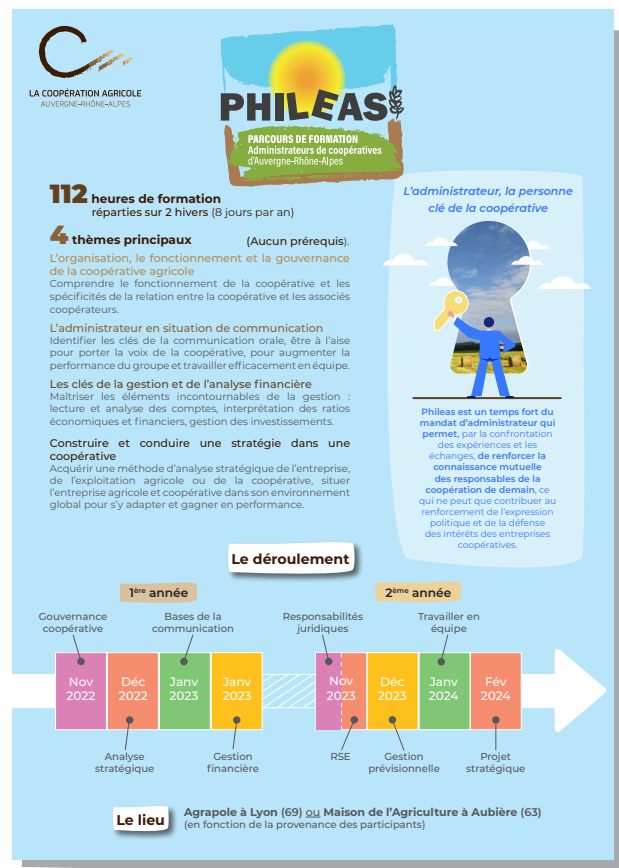 LA COOPÉRATION AGRICOLE
AUVERGNE-RHÔNE-ALPES
PHILEAS
PARCOURS DE FORMATION
Administrateurs de coopératives
d'Auvergne-Rhône-Alpes
112 heures de formation
réparties sur 2 hivers (8 jours par an)
4 thèmes principaux (Aucun prérequis).
L'organisation, le fonctionnement et la gouvernance
de la coopérative agricole
Comprendre le fonctionnement de la coopérative et les
spécificités de la relation entre la coopérative et les associés
coopérateurs.
L'administrateur en situation de communication
Identifier les clés de la communication orale, être à l'aise
pour porter la voix de la coopérative, pour augmenter la
performance du groupe et travailler efficacement en équipe.
Les clés de la gestion et de l'analyse financière
Maîtriser les éléments incontournables de la gestion :
lecture et analyse des comptes, interprétation des ratios
économiques et financiers, gestion des investissements.
Construire et conduire une stratégie dans une
coopérative
Acquérir une méthode d'analyse stratégique de l'entreprise,
de l'exploitation agricole ou de la coopérative, situer
l'entreprise agricole et coopérative dans son environnement
global pour s'y adapter et gagner en performance.
L'administrateur, la personne
clé de la coopérative
Phileas est un temps fort du
mandat d'administrateur qui
permet, par la confrontation
des expériences et les
échanges, de renforcer la
connaissance mutuelle
des responsables de la
coopération de demain, ce
qui ne peut que contribuer au
renforcement de l'expression
politique et de la défense
des intérêts des entreprises
coopératives.
Le déroulement
1ère année
2ème année
Gouvernance
coopérative
Bases de la
communication
Responsabilités
juridiques
Travailler en
équipe
Nov
2022
Déc
2022
Janv
2023
Janv
2023
Nov
2023
Déc
2023
Janv
2024
Fév
2024
Analyse
stratégique
Gestion
financière
RSE
Gestion
prévisionnelle
Projet
stratégique
Le lieu
Agrapole à Lyon (69) ou Maison de l'Agriculture à Aubière (63)
(en fonction de la provenance des participants)